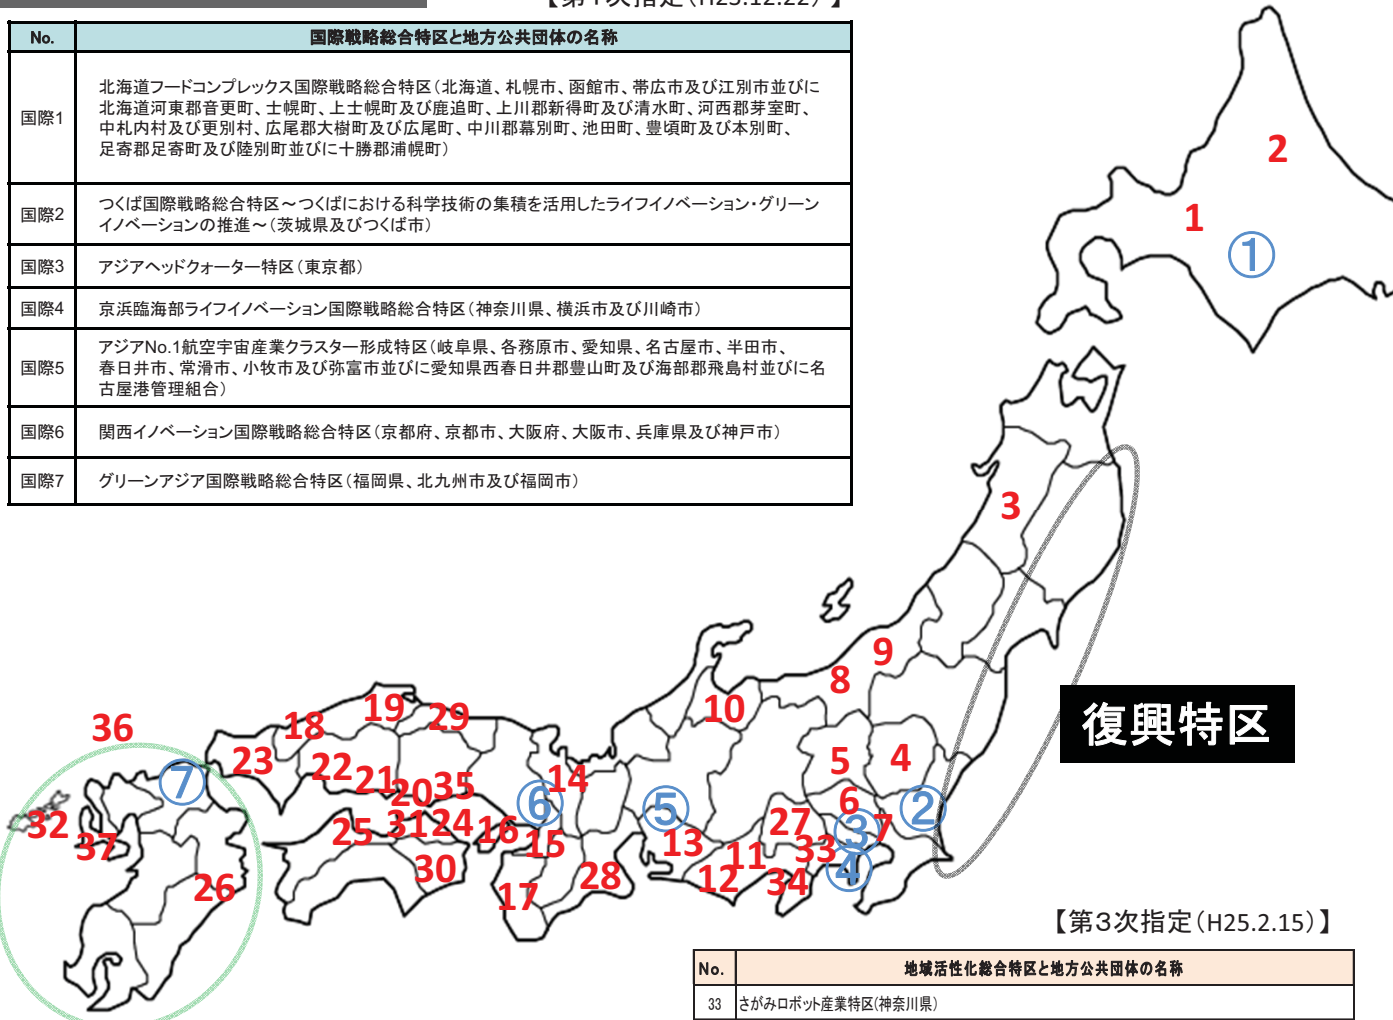 【第1次指定(H23.12.22)】
No. 国際戦略総合特区と地方公共団体の名称
国際1 北海道フードコンプレックス国際戦略総合特区(北海道、札幌市、函館市、帯広市及び江別市並びに
北海道河東郡音更町、士幌町、上士幌町及び鹿追町、上川郡新得町及び清水町、河西郡芽室町、
中札内村及び更別村、広尾郡大樹町及び広尾町、中川郡幕別町、池田町、豊頃町及び本別町、
足寄郡足寄町及び陸別町並びに十勝郡浦幌町)
国際2 つくば国際戦略総合特区～つくばにおける科学技術の集積を活用したライフイノベーション・グリーン
イノベーションの推進～(茨城県及びつくば市)
国際3 アジアヘッドクォーター特区(東京都)
国際4 京浜臨海部ライフイノベーション国際戦略総合特区(神奈川県、横浜市及び川崎市)
国際5 アジアNo.1航空宇宙産業クラスター形成特区(岐阜県、各務原市、愛知県、名古屋市、半田市、
春日井市、常滑市、小牧市及び弥富市並びに愛知県西春日井郡豊山町及び海部郡飛島村並びに名
古屋港管理組合)
国際6 関西イノベーション国際戦略総合特区(京都府、京都市、大阪府、大阪市、兵庫県及び神戸市)
国際7 グリーンアジア国際戦略総合特区(福岡県、北九州市及び福岡市)
2
1
①
3
9
8
10
19
29
18
36
復興特区
5
4
23
22
21
20
35
14
⑦
⑥
⑤
6
②
27
③
7
32
37
25
31
24
16
15
13
11
33
④
30
28
12
34
26
17
【第3次指定(H25.2.15)】
No. 地域活性化総合特区と地方公共団体の名称
33 さがみロボット産業特区(神奈川県)